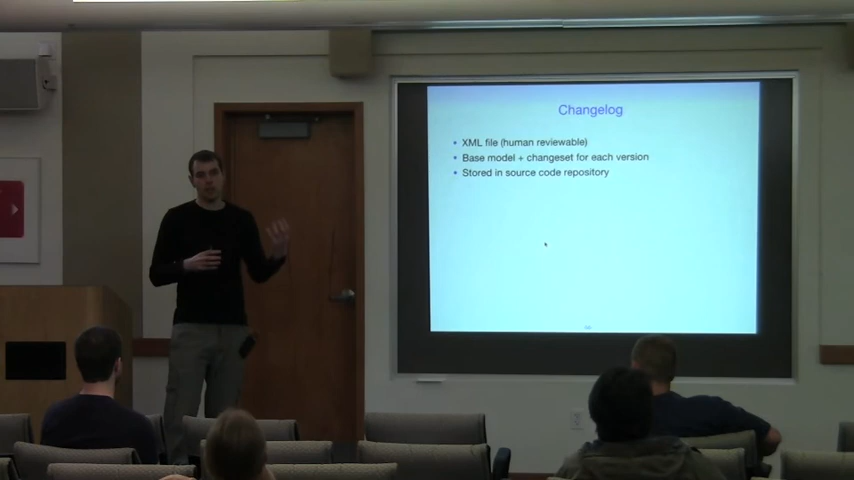 Changelog
• XML file (human reviewable)
• Base model + changeset for each version
• Stored in source code repository